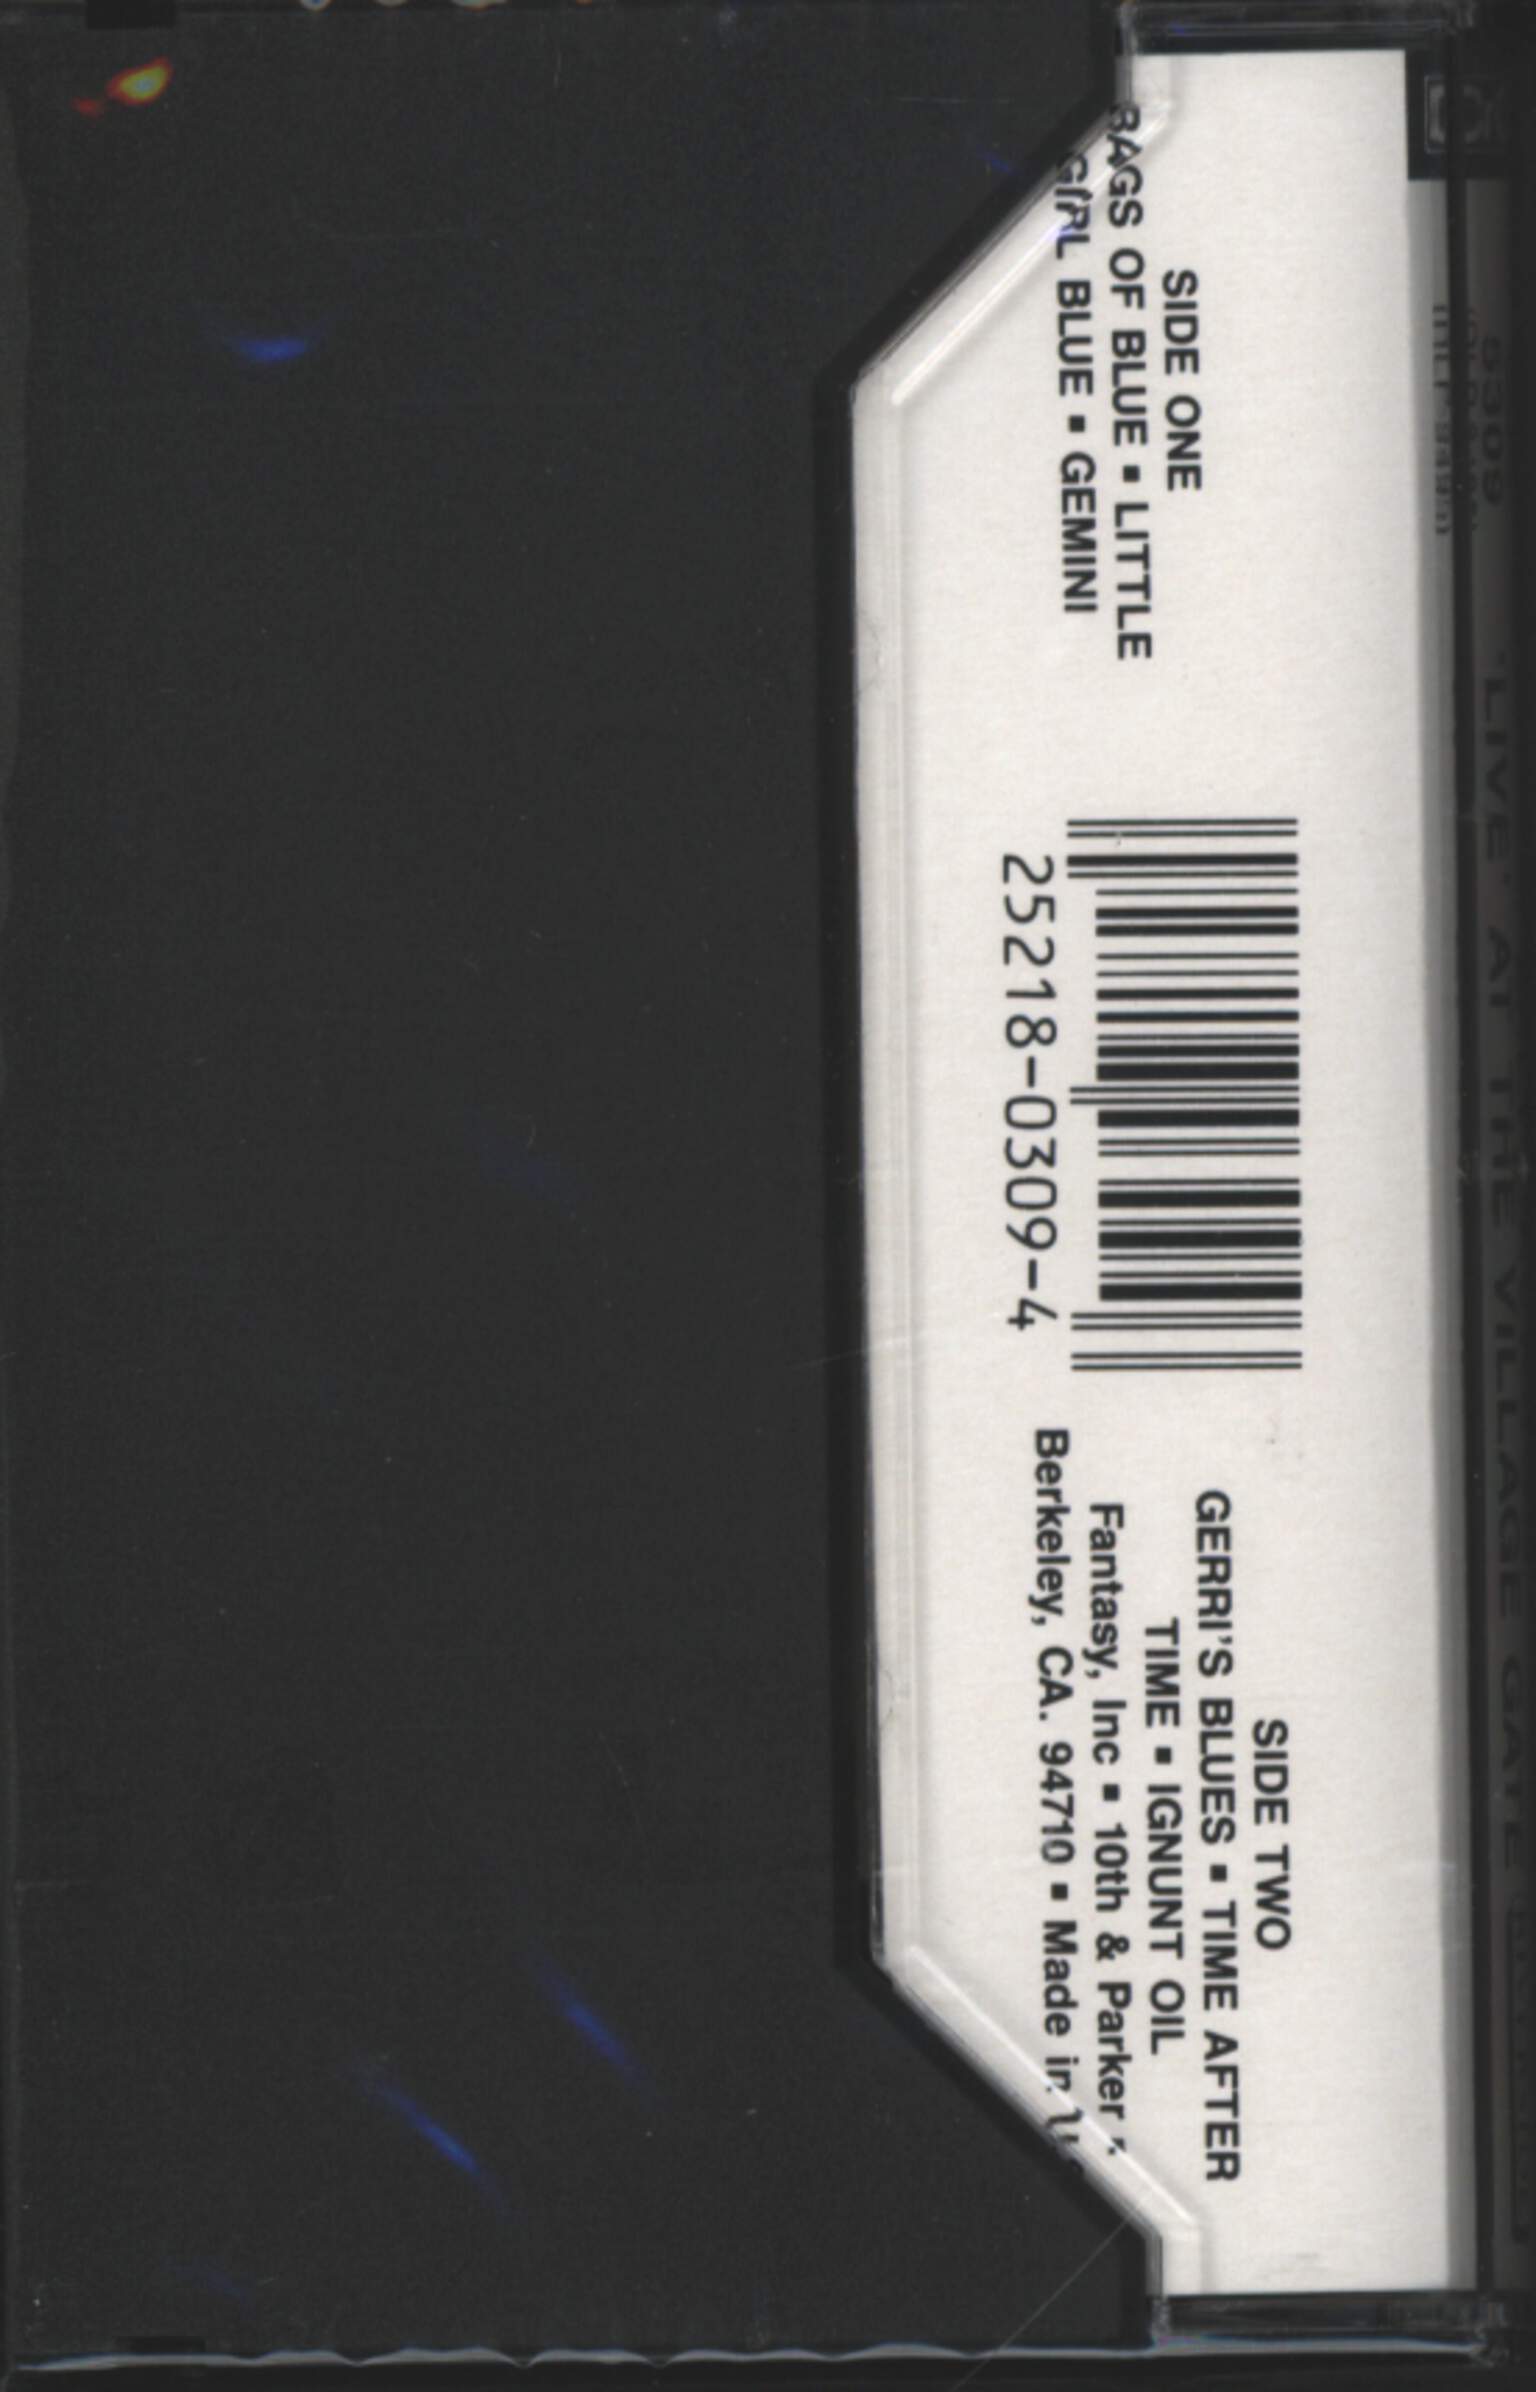 SIDE ONE
BAGS OF BLUE ▪ LITTLE
GIRL BLUE ▪ GEMINI
25218-0309-4
SIDE TWO
GERRI'S BLUES ▪ TIME AFTER
TIME ▪ IGNUNT OIL
Fantasy, Inc ▪ 10th & Parker
Berkeley, CA. 94710 ▪ Made in
'LIVE' AT THE VILLAGE GATE